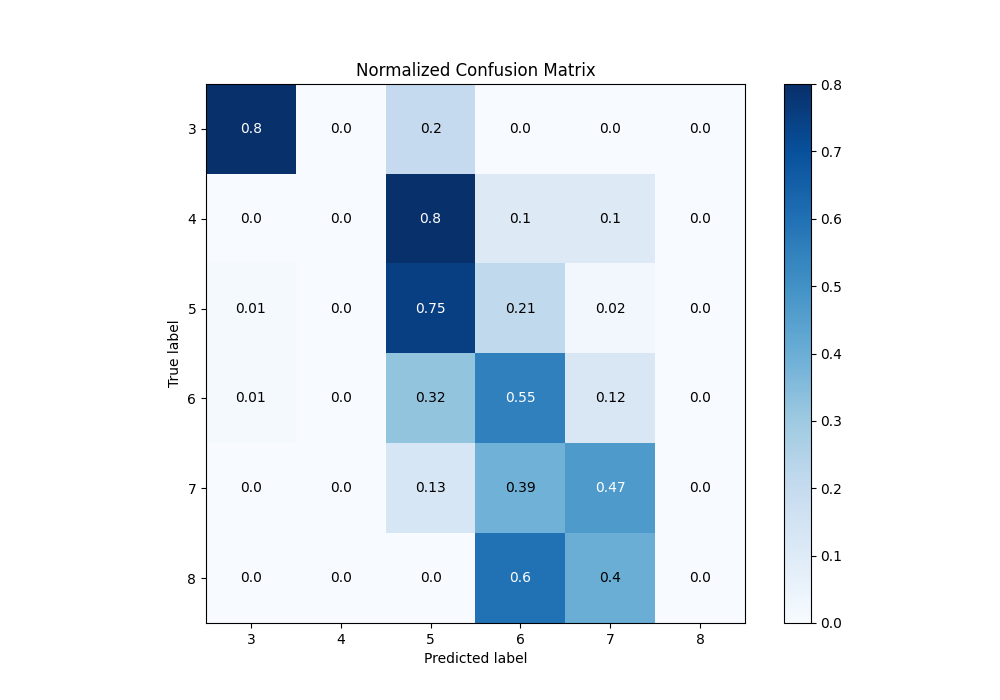 Normalized Confusion Matrix
3 0.8 0.0 0.2 0.0 0.0 0.0
4 0.0 0.0 0.8 0.1 0.1 0.0
5 0.01 0.0 0.75 0.21 0.02 0.0
6 0.01 0.0 0.32 0.55 0.12 0.0
7 0.0 0.0 0.13 0.39 0.47 0.0
8 0.0 0.0 0.0 0.6 0.4 0.0
3 4 5 6 7 8
Predicted label
True label
0.8
0.7
0.6
0.5
0.4
0.3
0.2
0.1
0.0